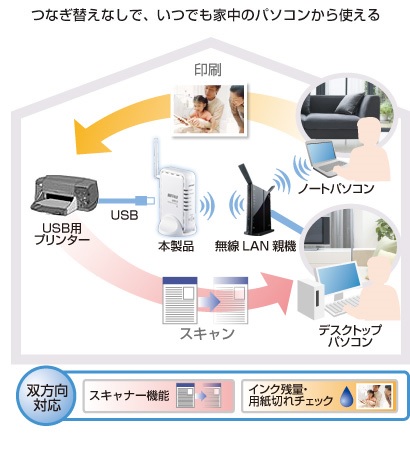 つなぎ替えなしで、いつでも家中のパソコンから使える
印刷
ノートパソコン
USB
USB用
プリンター
本製品
無線LAN親機
スキャン
デスクトップ
パソコン
双方向
対応
スキャナー機能
インク残量・
用紙切れチェック